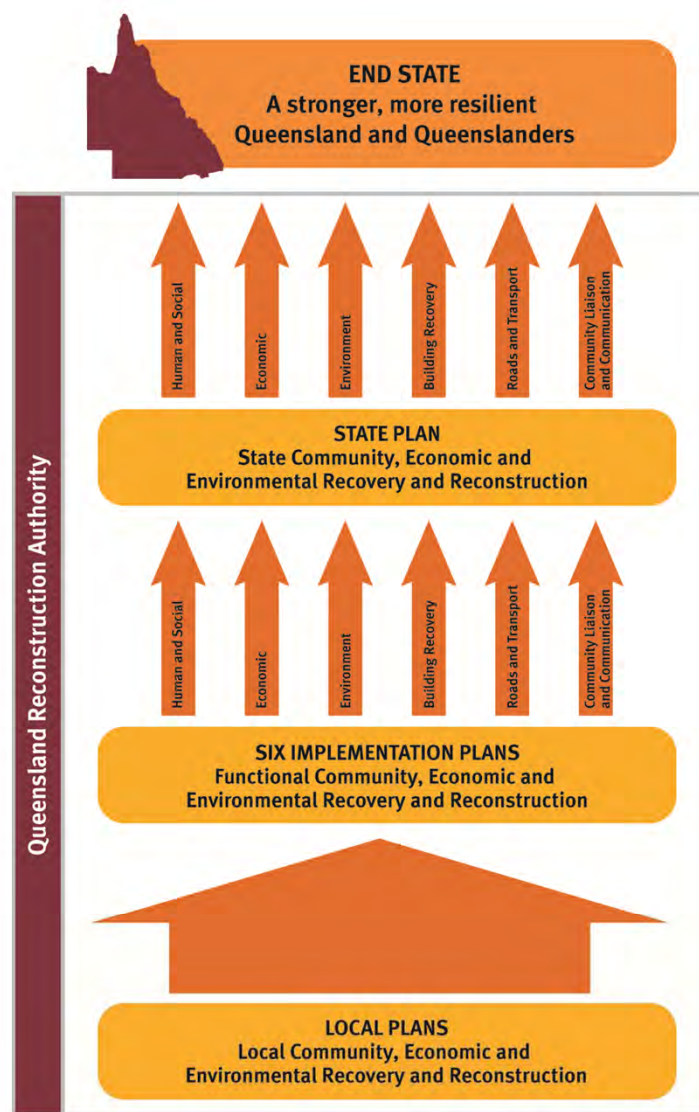 END STATE
A stronger, more resilient
Queensland and Queenslanders
Queensland Reconstruction Authority
Human and Social
Economic
Environment
Building Recovery
Roads and Transport
Community Liaison
and Communication
STATE PLAN
State Community, Economic and
Environmental Recovery and Reconstruction
Human and Social
Economic
Environment
Building Recovery
Roads and Transport
Community Liaison
and Communication
SIX IMPLEMENTATION PLANS
Functional Community, Economic and
Environmental Recovery and Reconstruction
LOCAL PLANS
Local Community, Economic and
Environmental Recovery and Reconstruction